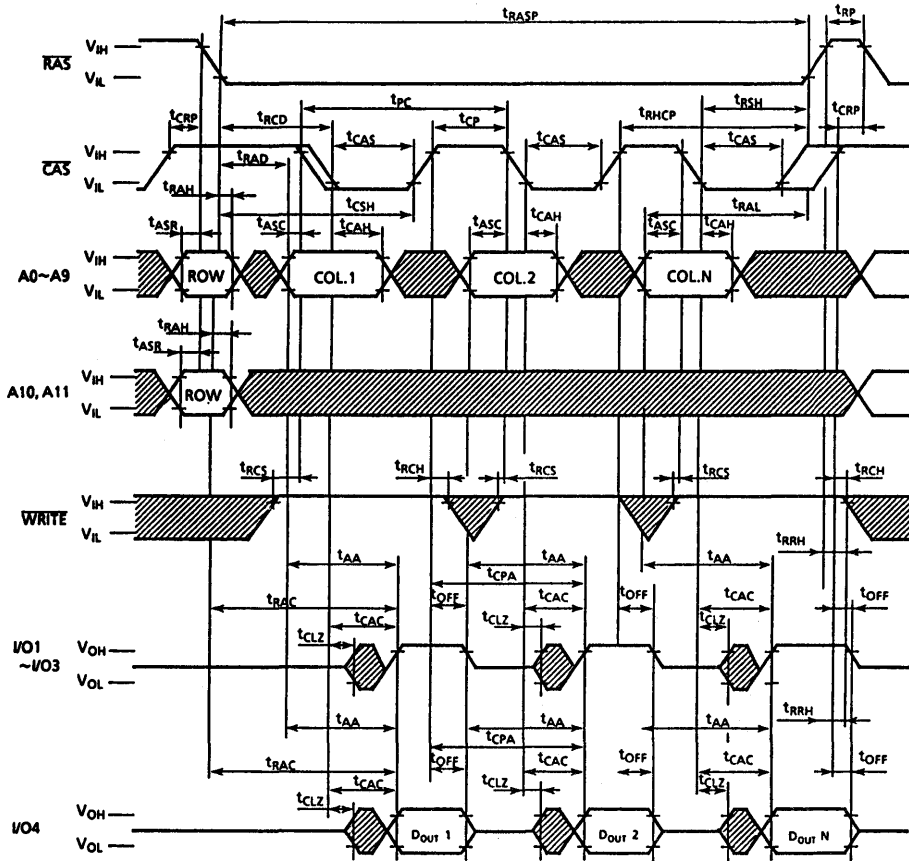 tRASP tRP
VIH
RAS
VIL
tPC tRSH
tCRP tRCD tCP tRHCP tCRP
tCAS tCAS tCAS
VIH
CAS tRAD
VIL
tRAH tCSH tRAL
tASR tASC tCAH tASC tCAH tASC tCAH
VIH
A0~A9 ROW COL.1 COL.2 COL.N
VIL
tRAH
tASR
VIH
A10, A11 ROW
VIL
tRCS tRCH tRCS tRCS tRCH
VIH
WRITE
VIL
tAA tAA tAA tRRH
tCPA
tRAC tOFF tCAC tOFF tCAC tOFF
tCAC
tCLZ tCLZ tCLZ
I/O1 VOH
~I/O3
VOL
tAA tAA tAA tRRH
tCPA
tRAC tOFF tCAC tOFF tCAC tOFF
tCAC
tCLZ tCLZ tCLZ
VOH
I/O4 DOUT 1 DOUT 2 DOUT N
VOL